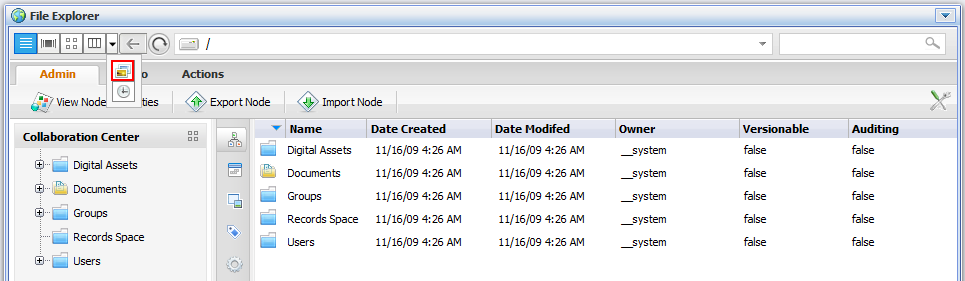 File Explorer
/
Admin o Actions
View Node ties Export Node Import Node
Collaboration Center
Digital Assets
Documents
Groups
Records Space
Users
Name Date Created Date Modifed Owner Versionable Auditing
Digital Assets 11/16/09 4:26 AM 11/16/09 4:26 AM __system false false
Documents 11/16/09 4:26 AM 11/16/09 4:26 AM __system false false
Groups 11/16/09 4:26 AM 11/16/09 4:26 AM __system false false
Records Space 11/16/09 4:26 AM 11/16/09 4:26 AM __system false false
Users 11/16/09 4:26 AM 11/16/09 4:26 AM __system false false